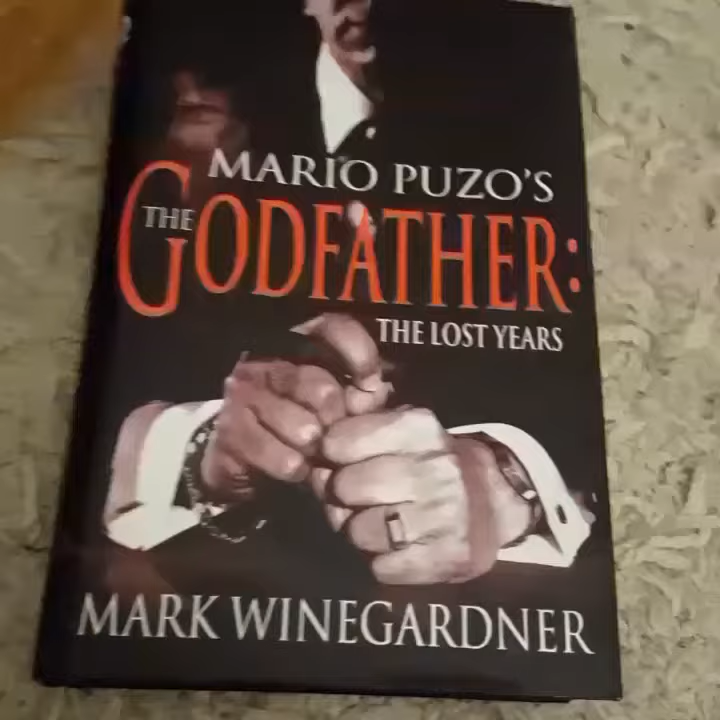 MARIO PUZO'S
THE GODFATHER:
THE LOST YEARS
MARK WINEGARDNER